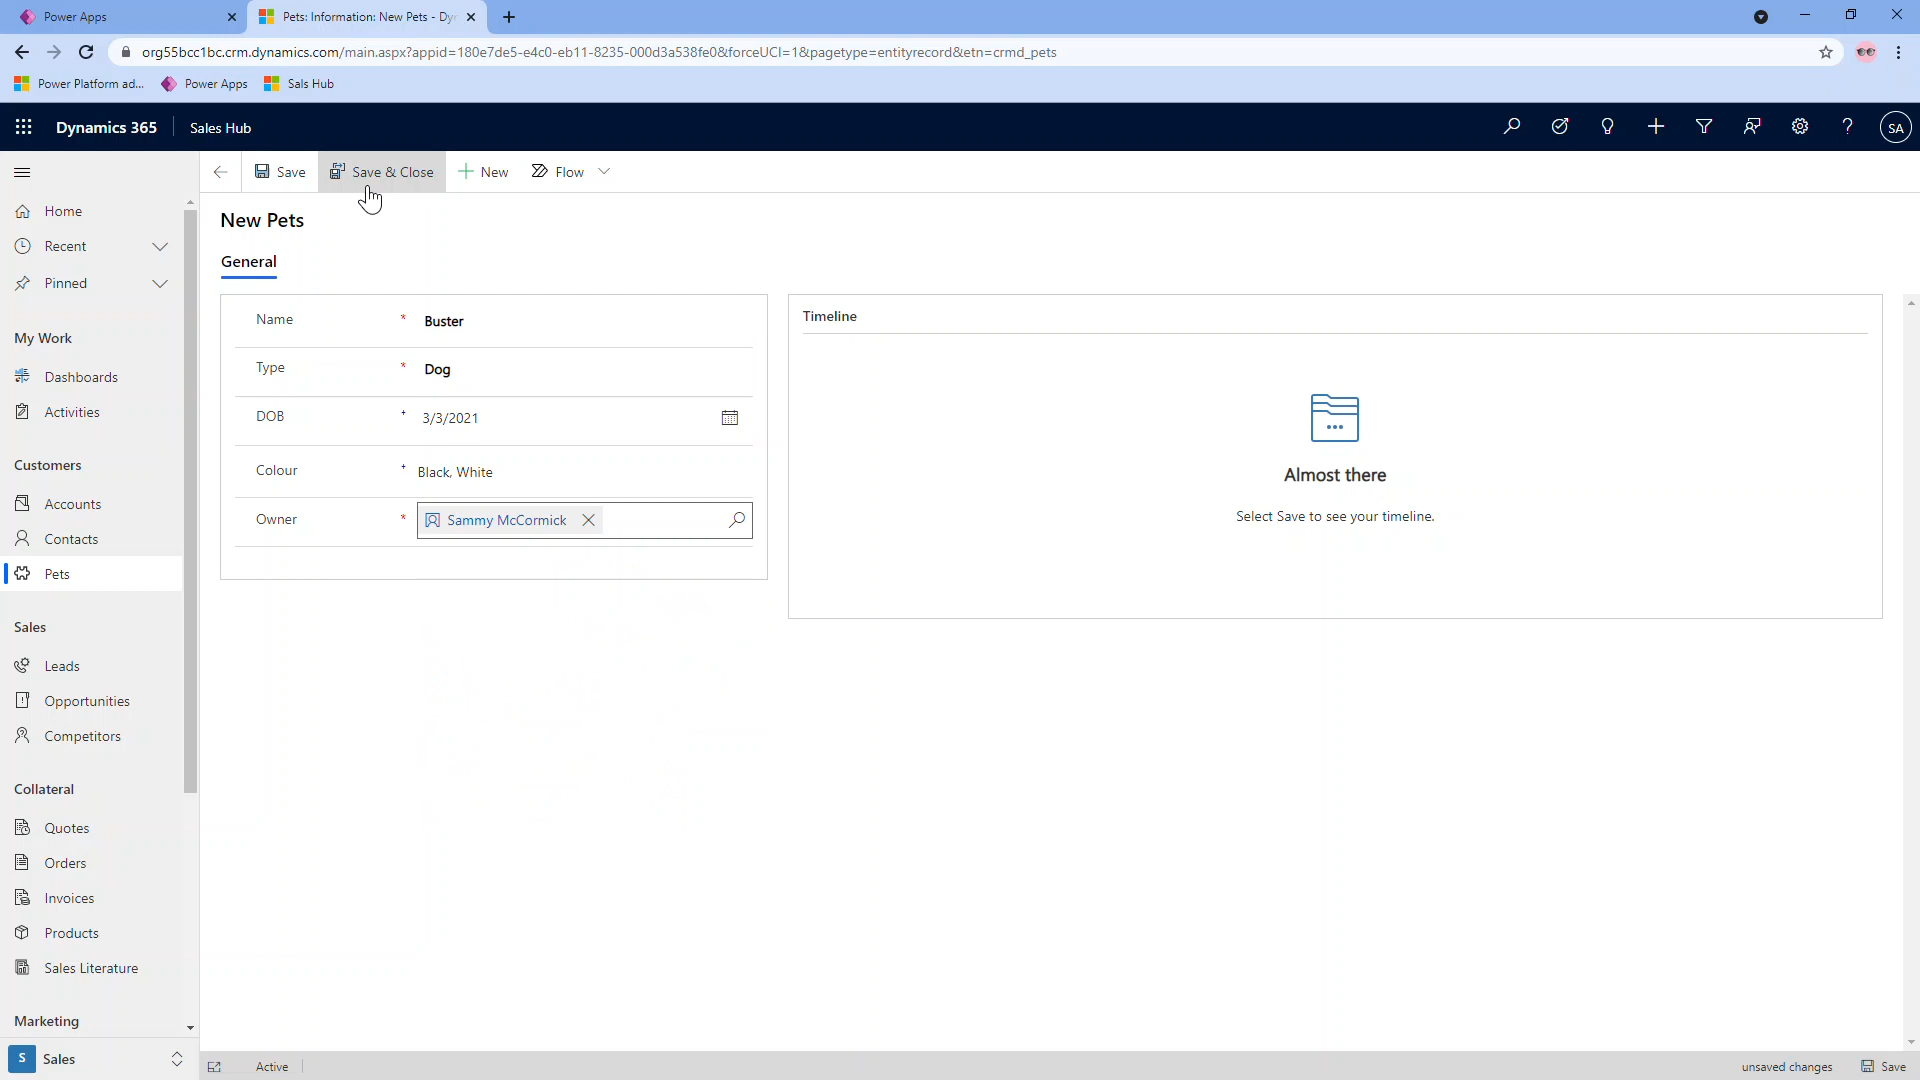 Power Apps
Pets: Information: New Pets - Dy
org55bcc1bc.crm.dynamics.com/main.aspx?appid=180e7de5-e4c0-eb11-8235-000d3a538fe0&forceUCI=1&pagetype=entityrecord&etn=crmd_pets
Power Platform ad...
Power Apps
Sals Hub
Dynamics 365
Sales Hub
SA
Save
Save & Close
New
Flow
Home
Recent
Pinned
My Work
Dashboards
Activities
Customers
Accounts
Contacts
Pets
Sales
Leads
Opportunities
Competitors
Collateral
Quotes
Orders
Invoices
Products
Sales Literature
Marketing
S Sales
New Pets
General
Name * Buster
Type * Dog
DOB + 3/3/2021
Colour + Black, White
Owner * Sammy McCormick
Timeline
Almost there
Select Save to see your timeline.
Active
unsaved changes
Save